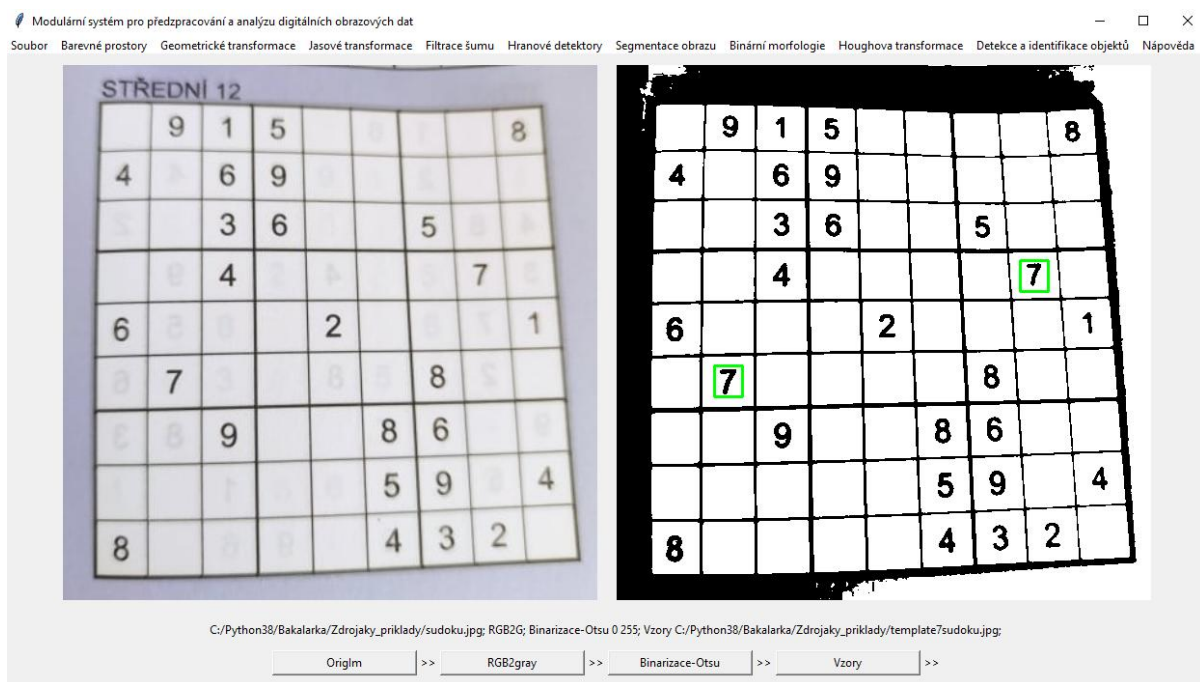 Modulární systém pro předzpracování a analýzu digitálních obrazových dat
Soubor Barevné prostory Geometrické transformace Jasové transformace Filtrace šumu Hranové detektory Segmentace obrazu Binární morfologie Houghova transformace Detekce a identifikace objektů Nápověda
STŘEDNÍ 12
9 1 5 8
4 6 9
3 6 5
4 7
6 2 1
7 8
9 8 6
5 9 4
8 4 3 2
9 1 5 8
4 6 9
3 6 5
4 7
6 2 1
7 8
9 8 6
5 9 4
8 4 3 2
C:/Python38/Bakalarka/Zdrojaky_priklady/sudoku.jpg; RGB2G; Binarizace-Otsu 0 255; Vzory C:/Python38/Bakalarka/Zdrojaky_priklady/template7sudoku.jpg;
OrigIm >> RGB2gray >> Binarizace-Otsu >> Vzory >>